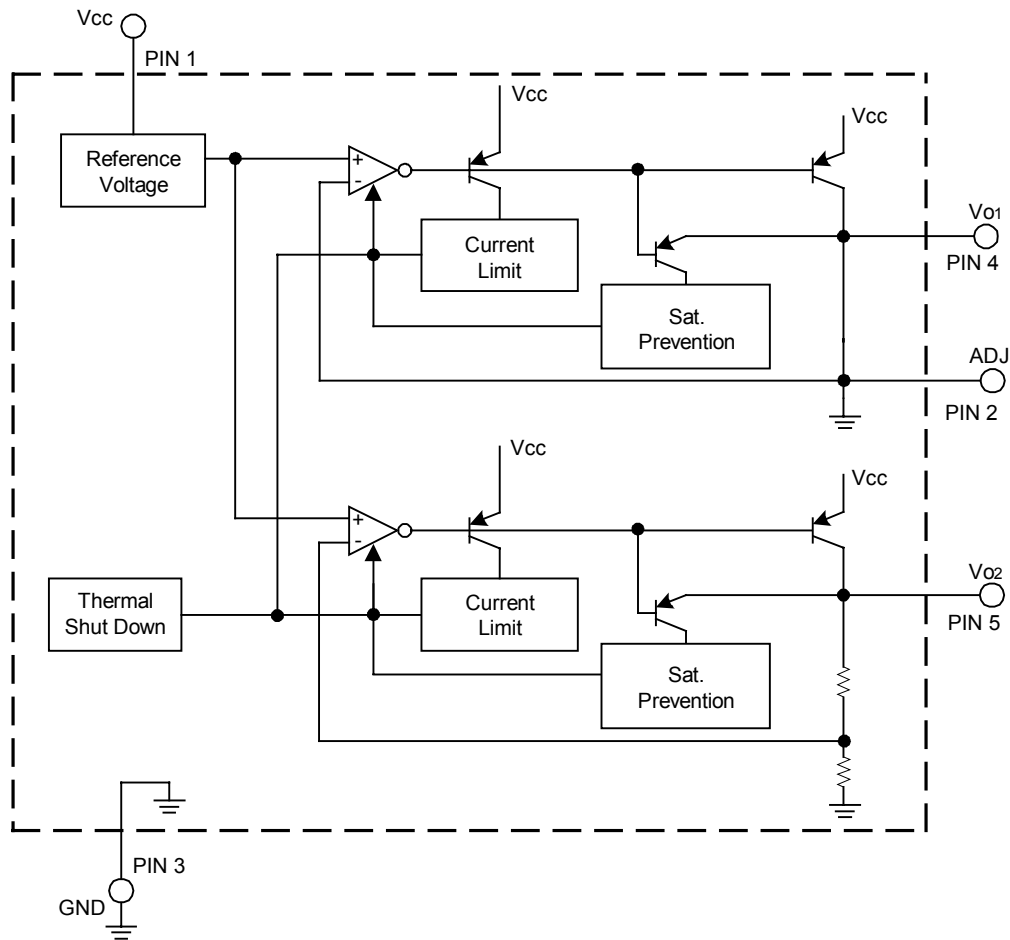 Vcc
PIN 1
Vcc
Vcc
Reference
Voltage
+
-
Current
Limit
Vo1
PIN 4
Sat.
Prevention
ADJ
PIN 2
Vcc
Vcc
+
-
Thermal
Shut Down
Current
Limit
Vo2
PIN 5
Sat.
Prevention
PIN 3
GND